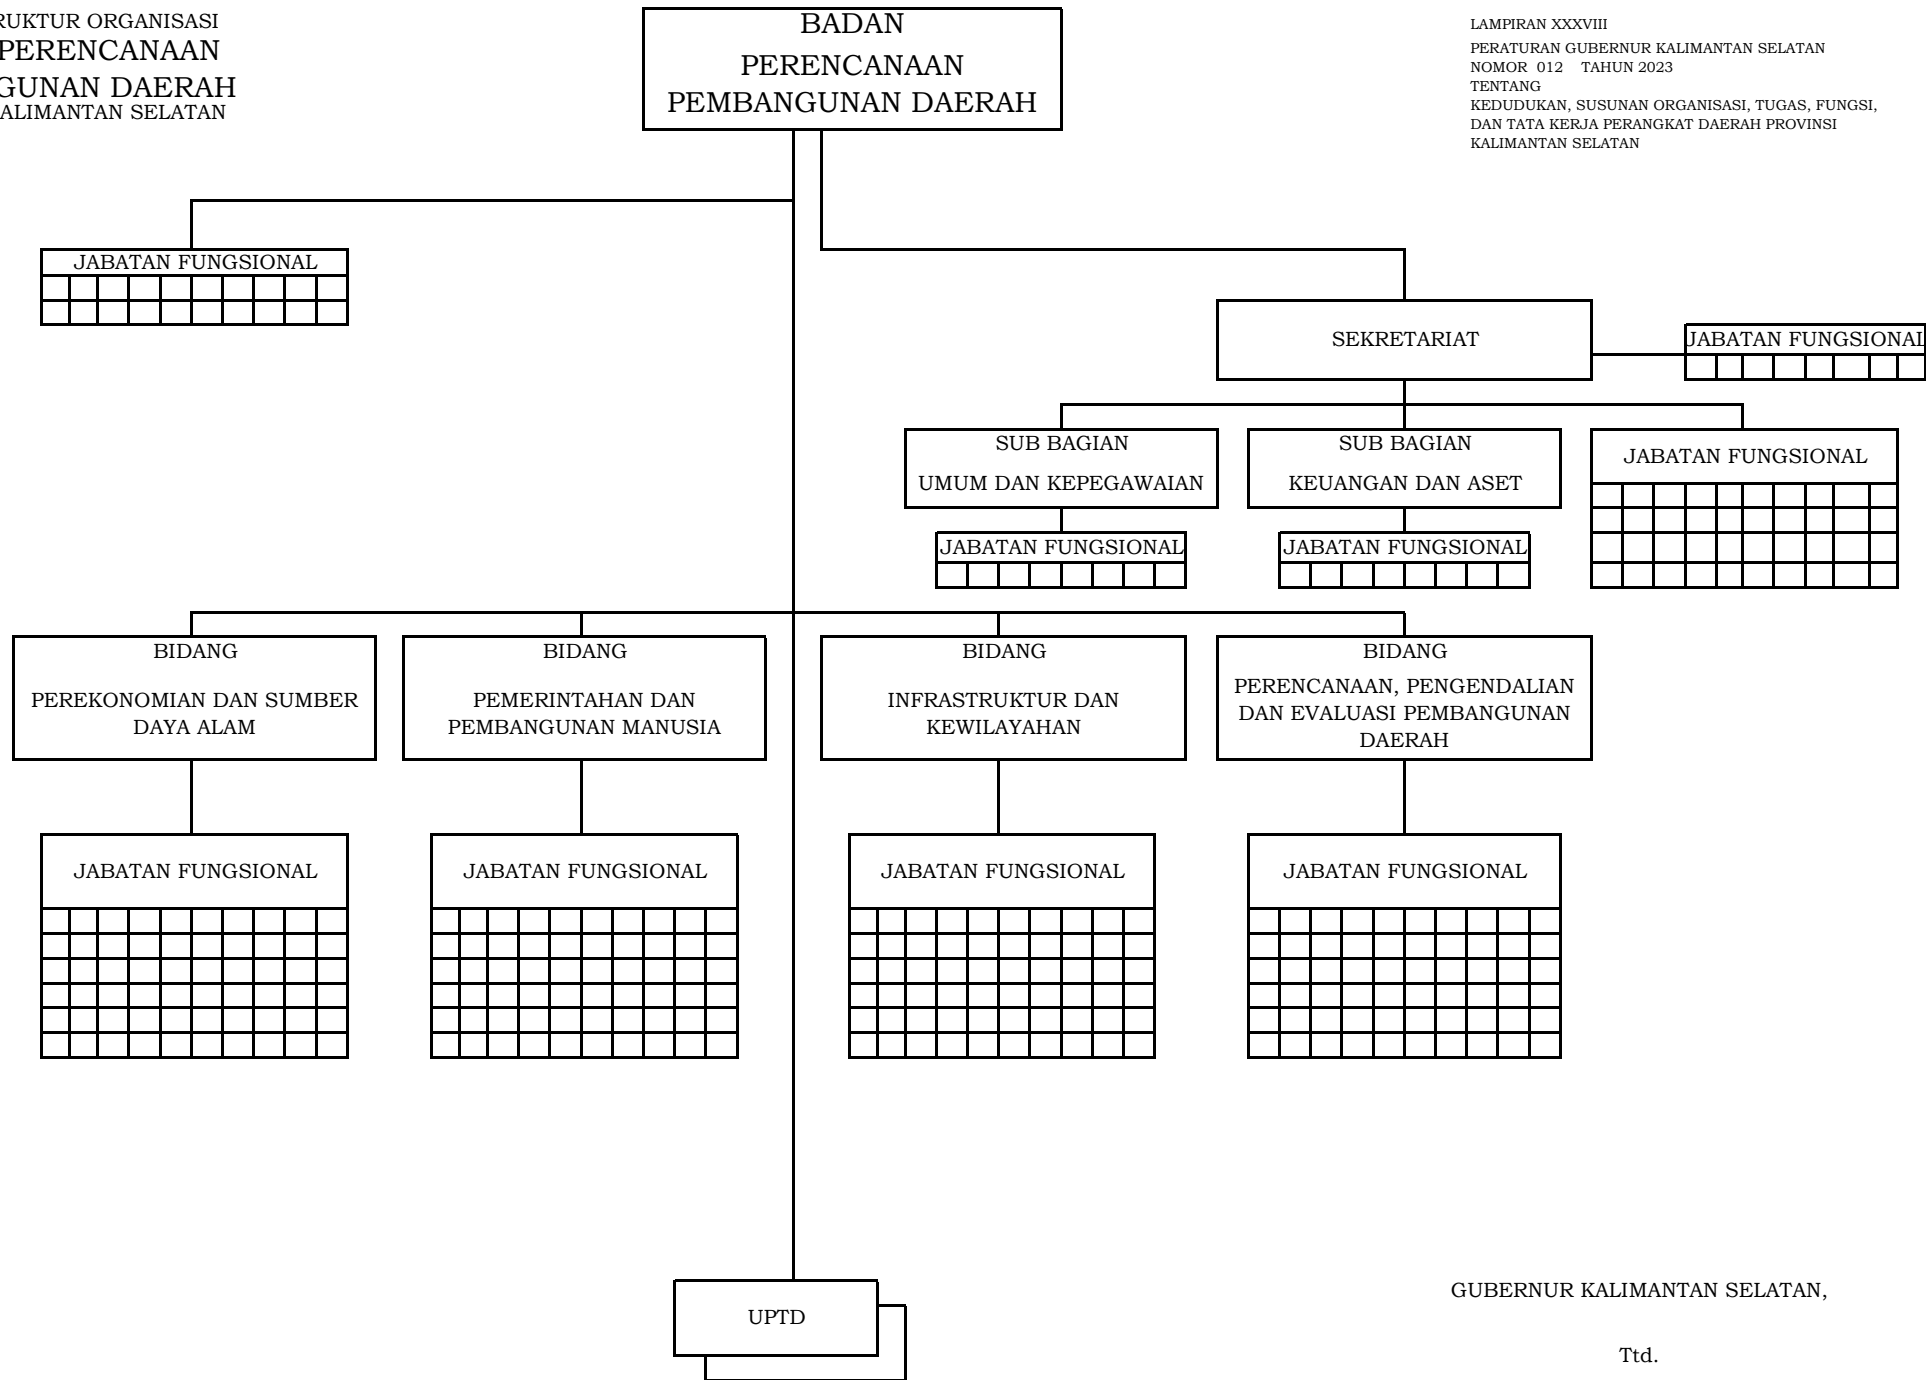 RUKTUR ORGANISASI
PERENCANAAN
GUNAN DAERAH
ALIMANTAN SELATAN
BADAN
PERENCANAAN
PEMBANGUNAN DAERAH
LAMPIRAN XXXVIII
PERATURAN GUBERNUR KALIMANTAN SELATAN
NOMOR 012 TAHUN 2023
TENTANG
KEDUDUKAN, SUSUNAN ORGANISASI, TUGAS, FUNGSI,
DAN TATA KERJA PERANGKAT DAERAH PROVINSI
KALIMANTAN SELATAN
JABATAN FUNGSIONAL
SEKRETARIAT
JABATAN FUNGSIONAL
SUB BAGIAN
UMUM DAN KEPEGAWAIAN
SUB BAGIAN
KEUANGAN DAN ASET
JABATAN FUNGSIONAL
JABATAN FUNGSIONAL
JABATAN FUNGSIONAL
BIDANG
PEREKONOMIAN DAN SUMBER
DAYA ALAM
BIDANG
PEMERINTAHAN DAN
PEMBANGUNAN MANUSIA
BIDANG
INFRASTRUKTUR DAN
KEWILAYAHAN
BIDANG
PERENCANAAN, PENGENDALIAN
DAN EVALUASI PEMBANGUNAN
DAERAH
JABATAN FUNGSIONAL
JABATAN FUNGSIONAL
JABATAN FUNGSIONAL
JABATAN FUNGSIONAL
UPTD
GUBERNUR KALIMANTAN SELATAN,
Ttd.